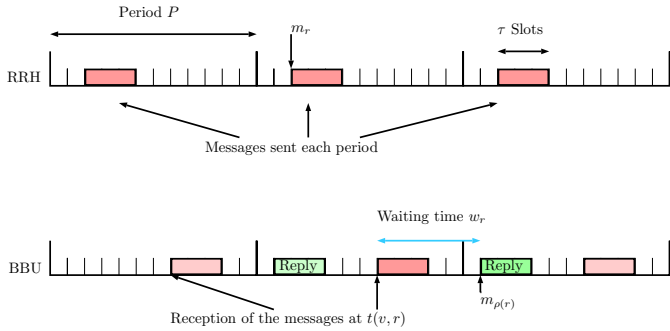 Period P
m_r
τ Slots
RRH
Messages sent each period
Waiting time w_r
BBU
Reply
Reply
m_{ρ(r)}
Reception of the messages at t(v, r)